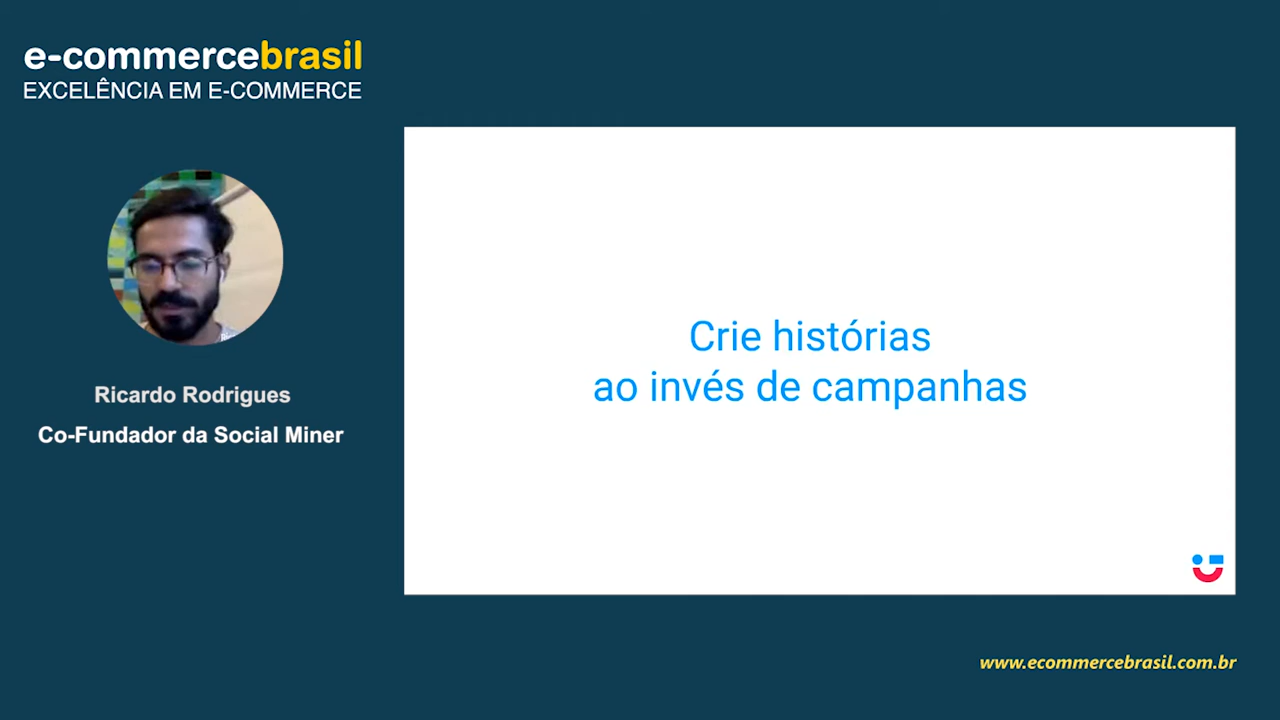 e-commercebrasil
EXCELÊNCIA EM E-COMMERCE
Ricardo Rodrigues
Co-Fundador da Social Miner
Crie histórias
ao invés de campanhas
www.ecommercebrasil.com.br